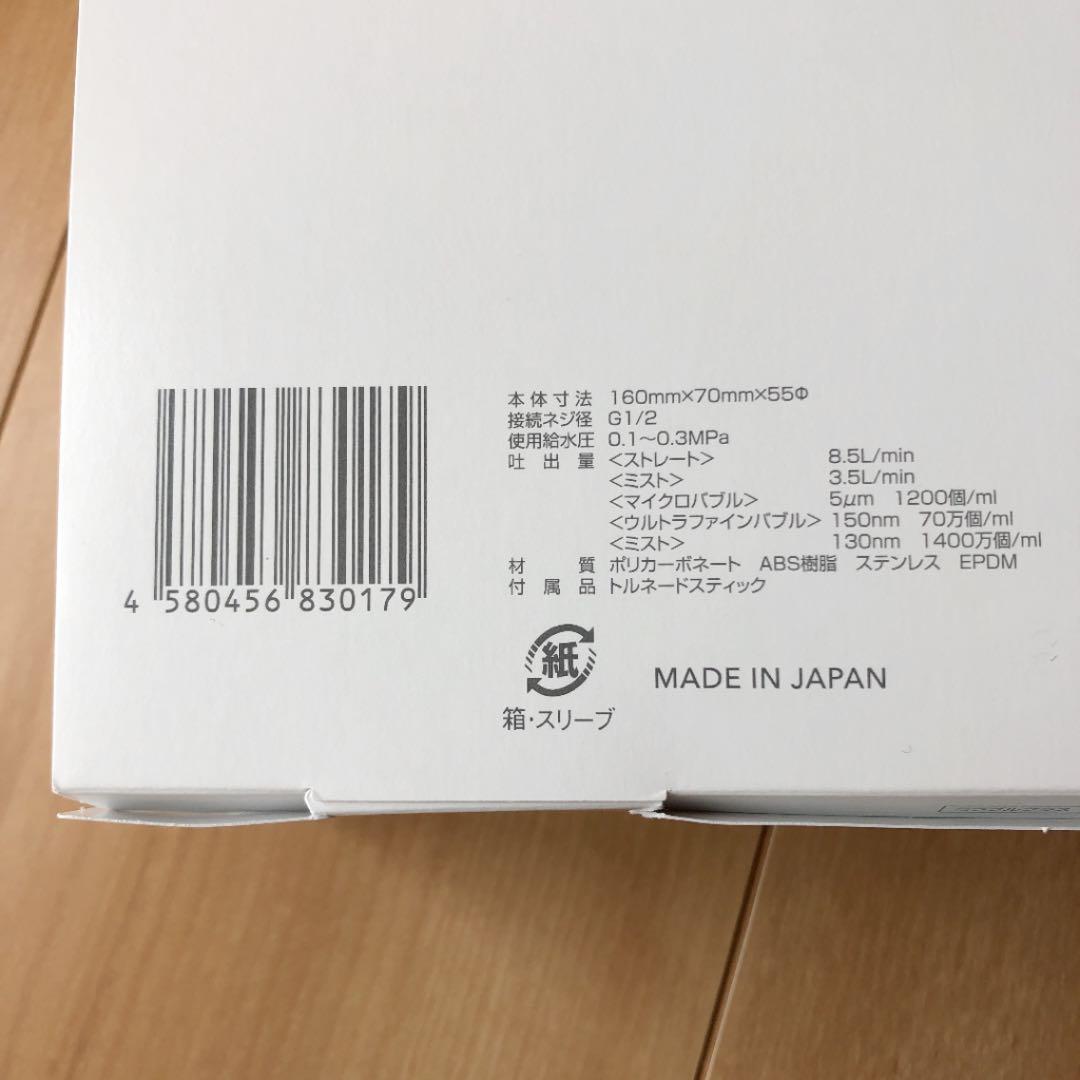 本体寸法 160mm×70mm×55Φ
接続ネジ径 G1/2
使用給水圧 0.1〜0.3MPa
吐出量 <ストレート> 8.5L/min
<ミスト> 3.5L/min
<マイクロバブル> 5μm 1200個/ml
<ウルトラファインバブル> 150nm 70万個/ml
<ミスト> 130nm 1400万個/ml
材質 ポリカーボネート ABS樹脂 ステンレス EPDM
付属品 トルネードスティック
4 580456 830179
紙
箱・スリーブ
MADE IN JAPAN